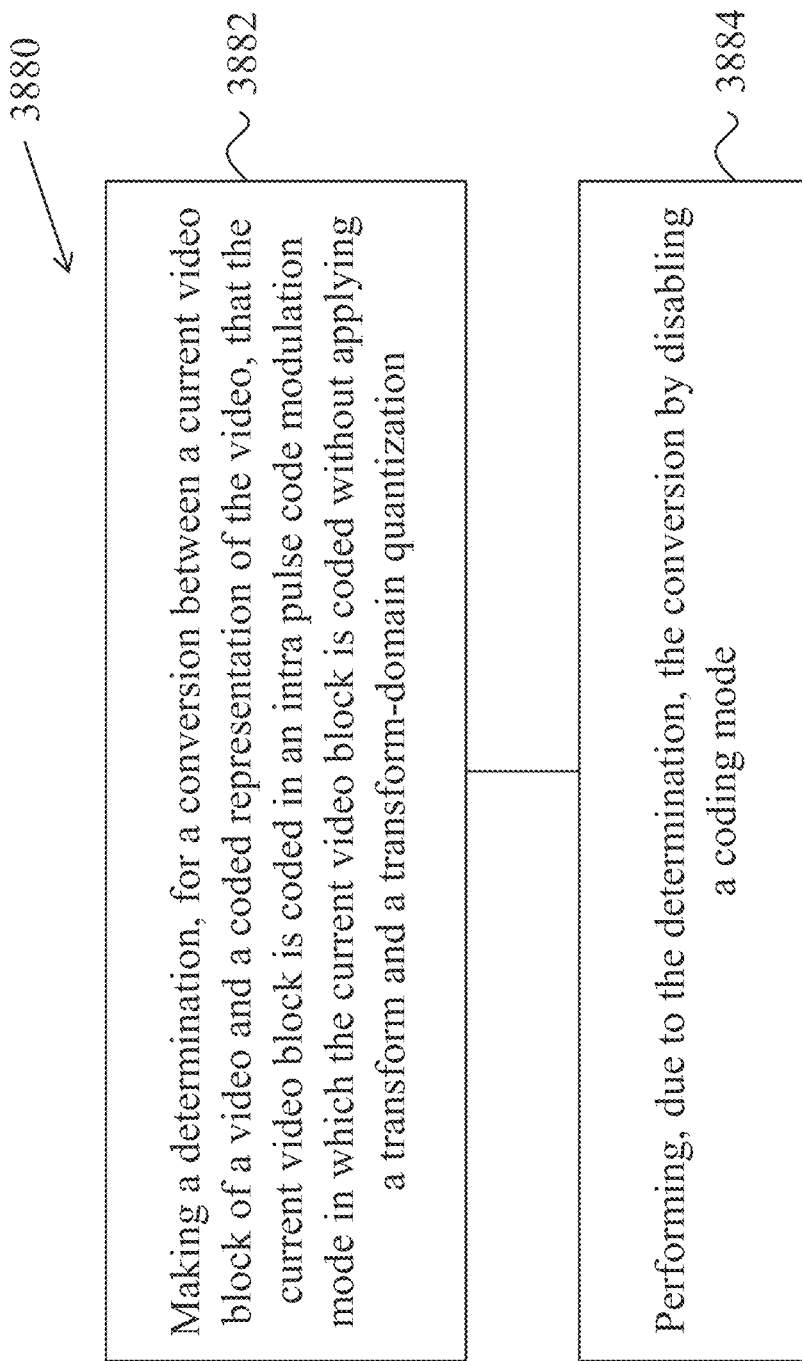 3880
Making a determination, for a conversion between a current video
block of a video and a coded representation of the video, that the
current video block is coded in an intra pulse code modulation
mode in which the current video block is coded without applying
a transform and a transform-domain quantization
3882
Performing, due to the determination, the conversion by disabling
a coding mode
3884